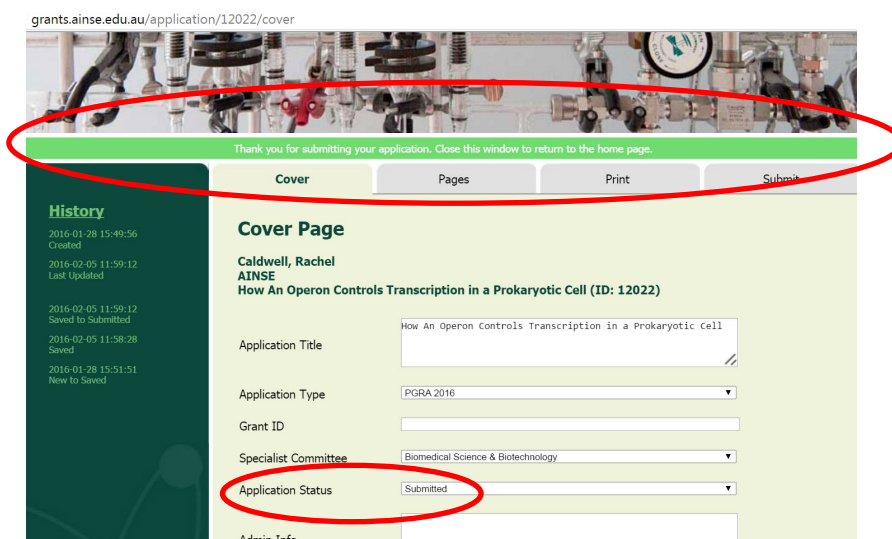 grants.ainse.edu.au/application/12022/cover
Thank you for submitting your application. Close this window to return to the home page.
Cover
Pages
Print
Submit
History
2016-01-28 15:49:56
Created
2016-02-05 11:59:12
Last Updated
2016-02-05 11:59:12
Saved to Submitted
2016-02-05 11:58:28
Saved
2016-01-28 15:51:51
New to Saved
Cover Page
Caldwell, Rachel
AINSE
How An Operon Controls Transcription in a Prokaryotic Cell (ID: 12022)
Application Title
How An Operon Controls Transcription in a Prokaryotic Cell
Application Type
PGRA 2016
Grant ID
Specialist Committee
Biomedical Science & Biotechnology
Application Status
Submitted
Admin Info